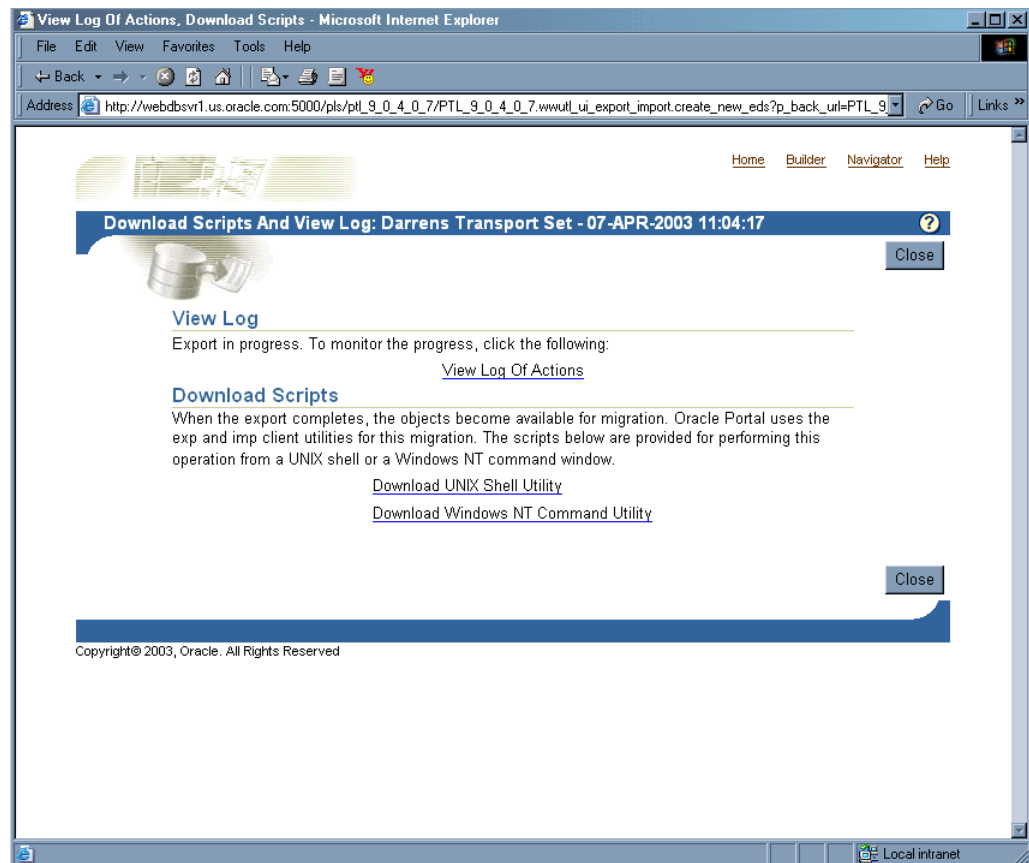 View Log Of Actions, Download Scripts - Microsoft Internet Explorer
File Edit View Favorites Tools Help
Back
Address http://webdbsvr1.us.oracle.com:5000/pls/ptl_9_0_4_0_7/PTL_9_0_4_0_7.wwutl_ui_export_import.create_new_eds?p_back_url=PTL_9_ Go Links »
Home Builder Navigator Help
Download Scripts And View Log: Darrens Transport Set - 07-APR-2003 11:04:17 ?
Close
View Log
Export in progress. To monitor the progress, click the following:
View Log Of Actions
Download Scripts
When the export completes, the objects become available for migration. Oracle Portal uses the
exp and imp client utilities for this migration. The scripts below are provided for performing this
operation from a UNIX shell or a Windows NT command window.
Download UNIX Shell Utility
Download Windows NT Command Utility
Close
Copyright© 2003, Oracle. All Rights Reserved
Local intranet